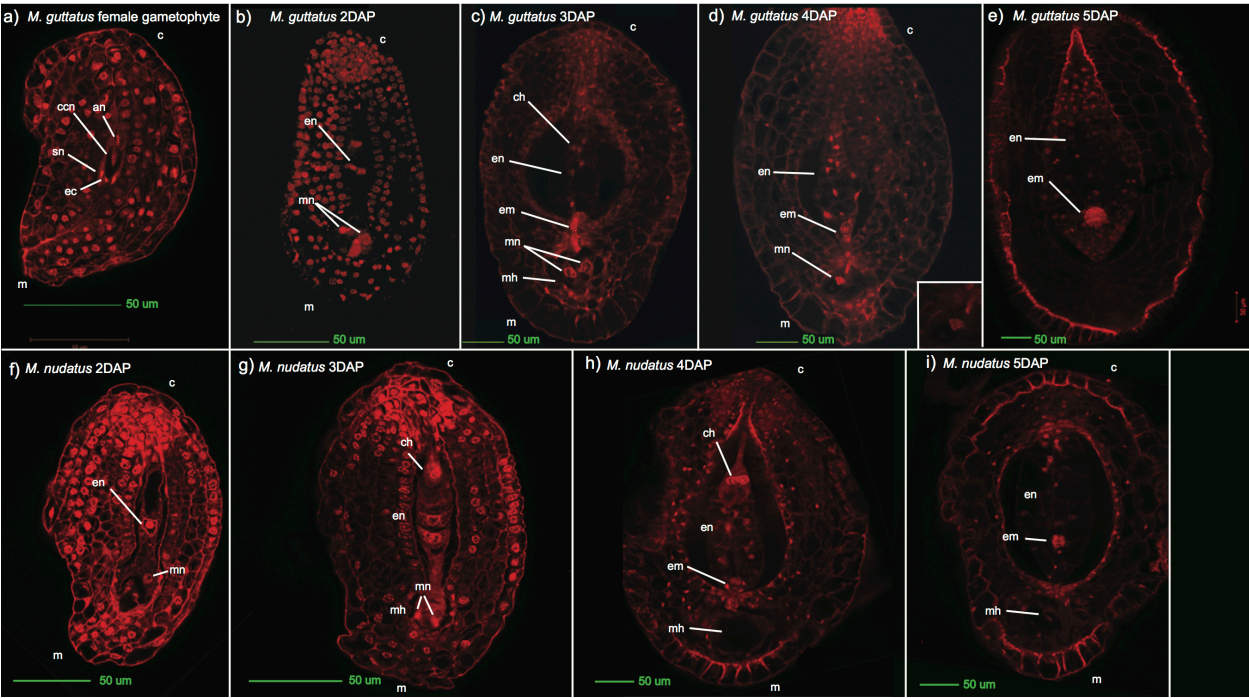 a) M. guttatus female gametophyte
c
ccn
an
sn
ec
m
50 um
b) M. guttatus 2DAP
c
en
mn
m
50 um
c) M. guttatus 3DAP
c
ch
en
em
mn
mh
m
50 um
d) M. guttatus 4DAP
c
en
em
mn
m
50 um
e) M. guttatus 5DAP
en
em
50 um
50 um
f) M. nudatus 2DAP
c
en
mn
m
50 um
g) M. nudatus 3DAP
c
ch
en
mn
mh
m
50 um
h) M. nudatus 4DAP
c
ch
en
em
mh
m
50 um
i) M. nudatus 5DAP
c
en
em
mh
m
50 um